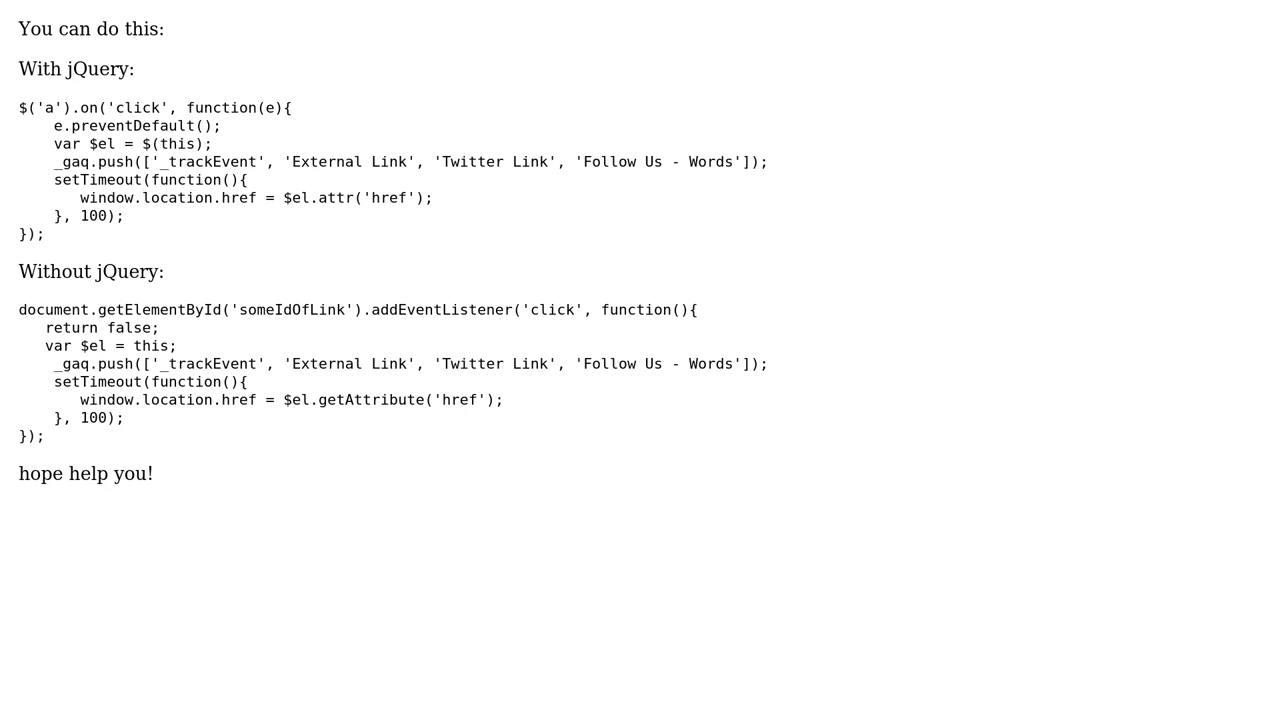 You can do this:
With jQuery:
$('a').on('click', function(e){
    e.preventDefault();
    var $el = $(this);
    _gaq.push(['_trackEvent', 'External Link', 'Twitter Link', 'Follow Us - Words']);
    setTimeout(function(){
       window.location.href = $el.attr('href');
    }, 100);
});
Without jQuery:
document.getElementById('someIdOfLink').addEventListener('click', function(){
   return false;
   var $el = this;
    _gaq.push(['_trackEvent', 'External Link', 'Twitter Link', 'Follow Us - Words']);
    setTimeout(function(){
       window.location.href = $el.getAttribute('href');
    }, 100);
});
hope help you!